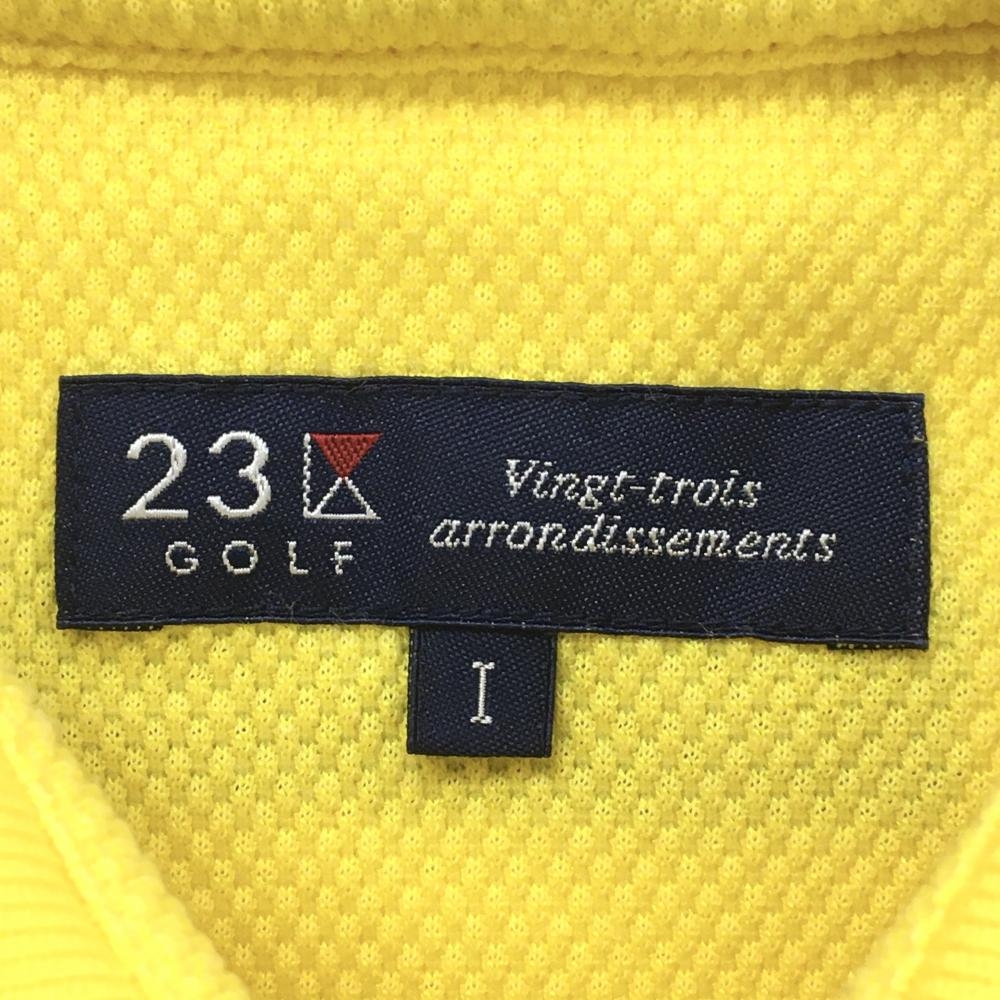 23
GOLF
Vingt-trois
arrondissements
I